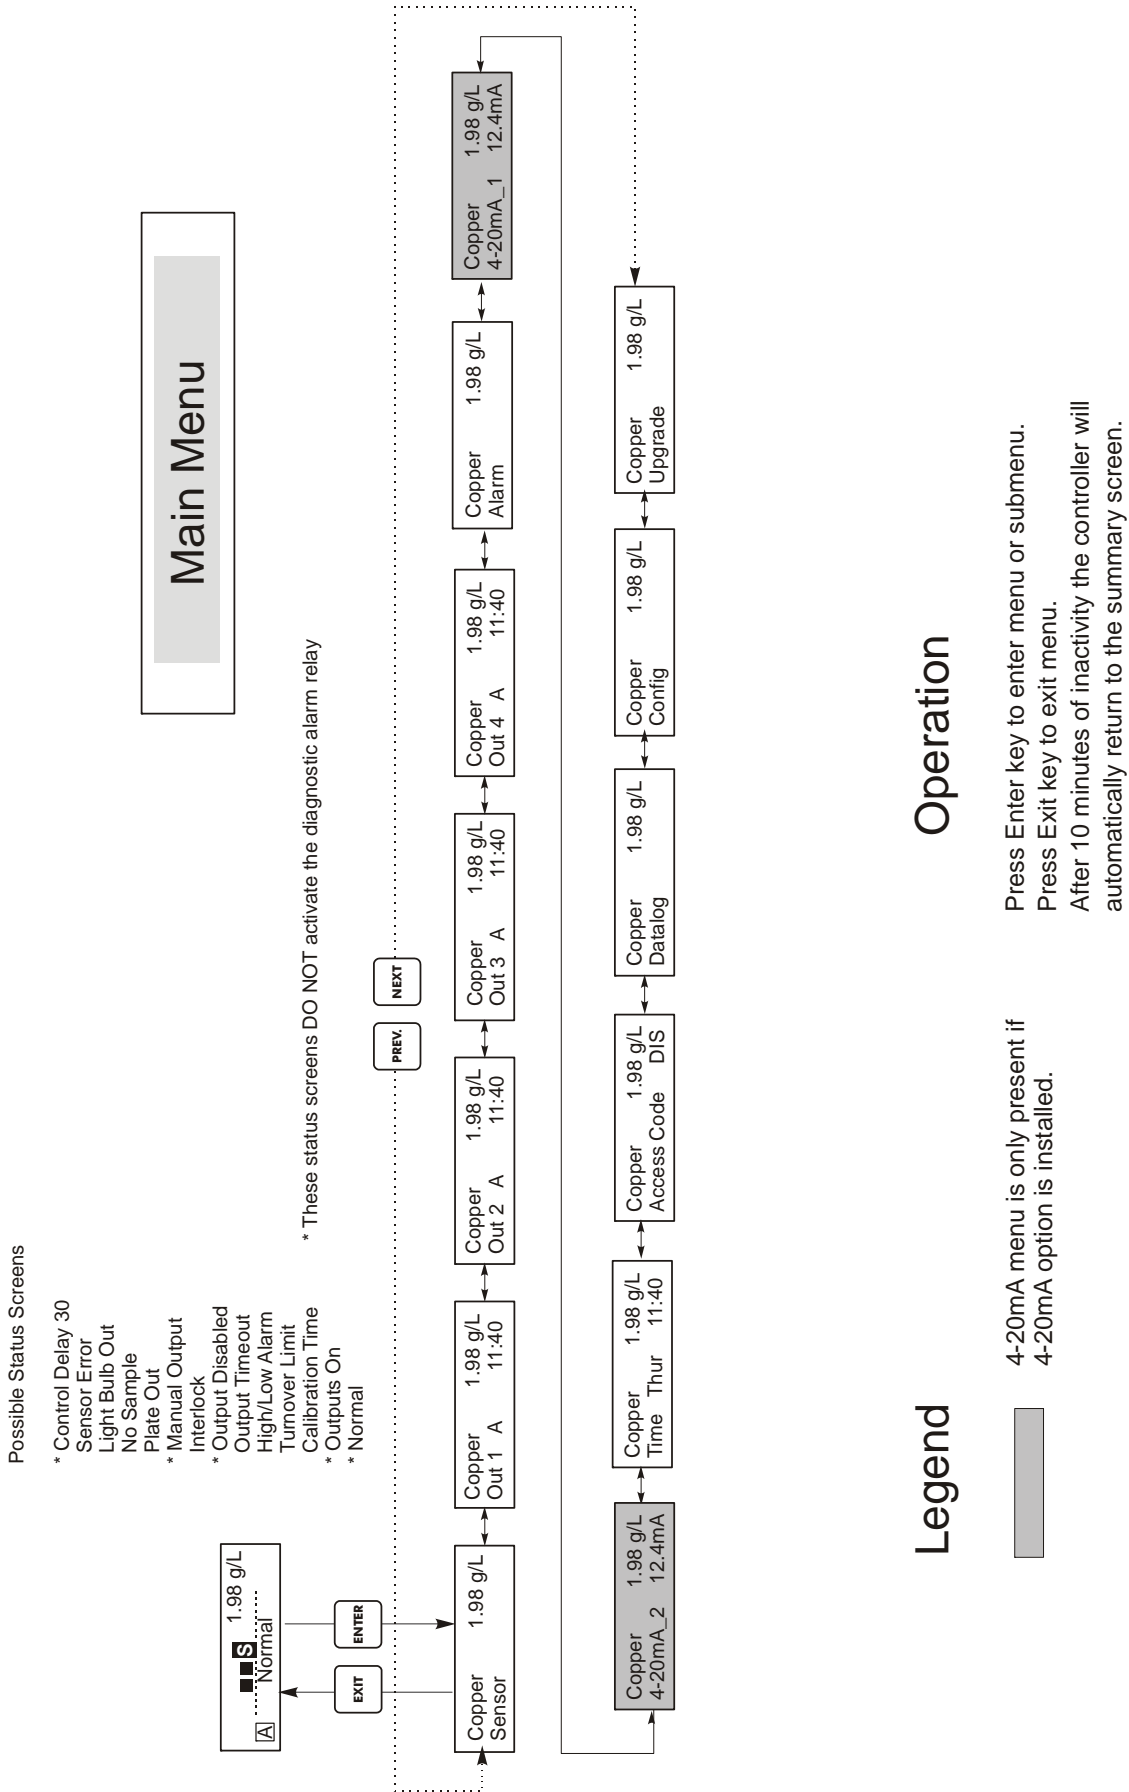 Main Menu
Possible Status Screens
* Control Delay 30
Sensor Error
Light Bulb Out
No Sample
Plate Out
* Manual Output
Interlock
* Output Disabled
Output Timeout
High/Low Alarm
Turnover Limit
Calibration Time
* Outputs On
* Normal
* These status screens DO NOT activate the diagnostic alarm relay
S 1.98 g/L
A Normal
EXIT
ENTER
PREV.
NEXT
Copper 1.98 g/L
Sensor
Copper 1.98 g/L
Out 1 A 11:40
Copper 1.98 g/L
Out 2 A 11:40
Copper 1.98 g/L
Out 3 A 11:40
Copper 1.98 g/L
Out 4 A 11:40
Copper 1.98 g/L
Alarm
Copper 1.98 g/L
4-20mA_1 12.4mA
Copper 1.98 g/L
4-20mA_2 12.4mA
Copper 1.98 g/L
Time Thur 11:40
Copper 1.98 g/L
Access Code DIS
Copper 1.98 g/L
Datalog
Copper 1.98 g/L
Config
Copper 1.98 g/L
Upgrade
Legend
4-20mA menu is only present if
4-20mA option is installed.
Operation
Press Enter key to enter menu or submenu.
Press Exit key to exit menu.
After 10 minutes of inactivity the controller will
automatically return to the summary screen.